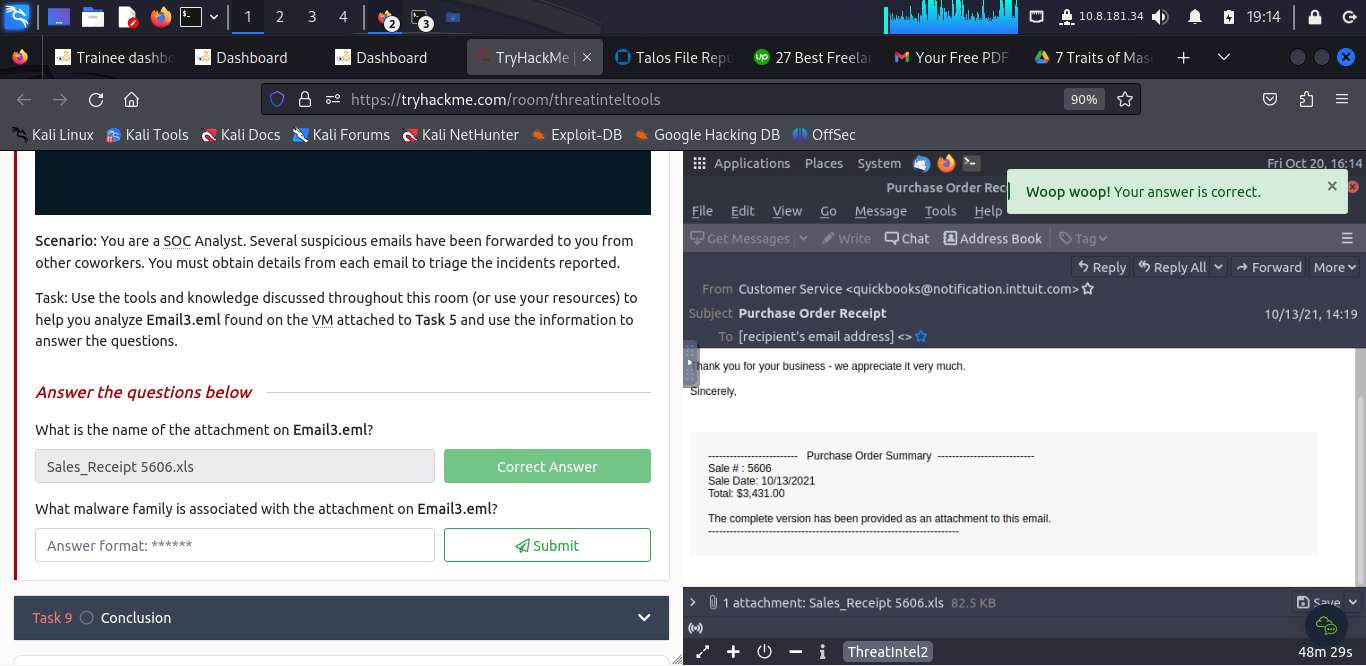 1 2 3 4 2 3 10.8.181.34 19:14
Trainee dashbo Dashboard Dashboard TryHackMe | Talos File Repu 27 Best Freelan Your Free PDF 7 Traits of Mas
https://tryhackme.com/room/threatinteltools 90%
Kali Linux Kali Tools Kali Docs Kali Forums Kali NetHunter Exploit-DB Google Hacking DB OffSec
Scenario: You are a SOC Analyst. Several suspicious emails have been forwarded to you from
other coworkers. You must obtain details from each email to triage the incidents reported.
Task: Use the tools and knowledge discussed throughout this room (or use your resources) to
help you analyze Email3.eml found on the VM attached to Task 5 and use the information to
answer the questions.
Answer the questions below
What is the name of the attachment on Email3.eml?
Sales_Receipt 5606.xls Correct Answer
What malware family is associated with the attachment on Email3.eml?
Answer format: ****** Submit
Task 9 Conclusion
Applications Places System Fri Oct 20, 16:14
Purchase Order Rec
Woop woop! Your answer is correct.
File Edit View Go Message Tools Help
Get Messages Write Chat Address Book Tag
Reply Reply All Forward More
From Customer Service <quickbooks@notification.inttuit.com>
Subject Purchase Order Receipt 10/13/21, 14:19
To [recipient's email address] <>
Thank you for your business - we appreciate it very much.
Sincerely,
------------------------- Purchase Order Summary ---------------------------
Sale # : 5606
Sale Date: 10/13/2021
Total: $3,431.00
The complete version has been provided as an attachment to this email.
----------------------------------------------------------------------
1 attachment: Sales_Receipt 5606.xls 82.5 KB Save
ThreatIntel2 48m 29s